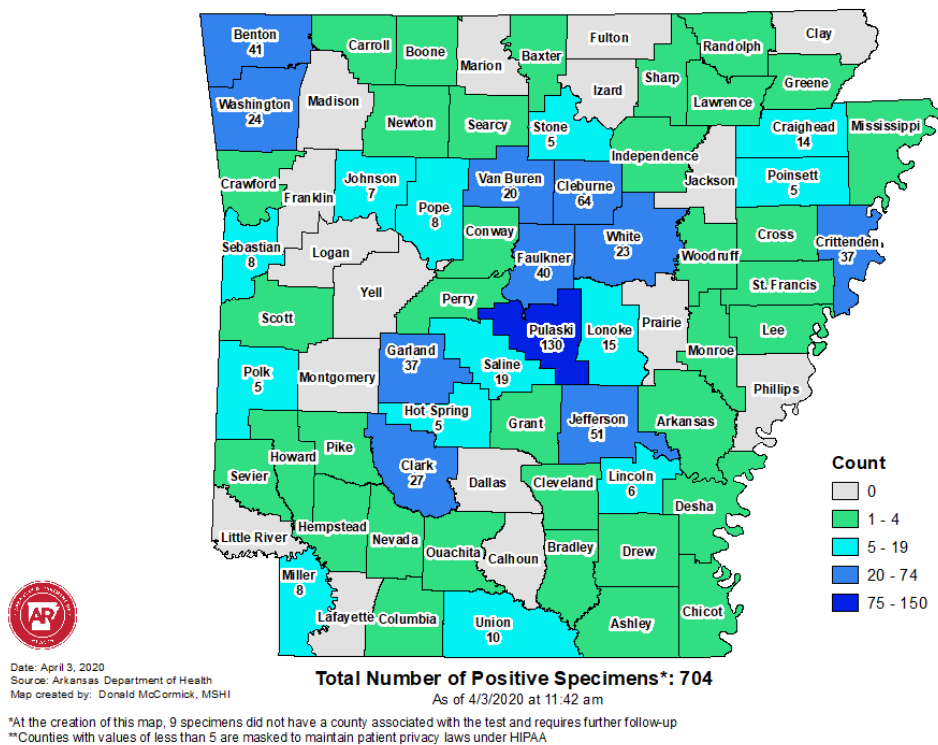 Benton
41
Carroll
Boone
Marion
Baxter
Fulton
Randolph
Clay
Washington
24
Madison
Newton
Searcy
Stone
5
Izard
Sharp
Lawrence
Greene
Craighead
14
Mississippi
Crawford
Franklin
Johnson
7
Pope
8
Van Buren
20
Cleburne
64
Independence
Jackson
Poinsett
5
Sebastian
8
Logan
Conway
Faulkner
40
White
23
Woodruff
Cross
Crittenden
37
St. Francis
Scott
Yell
Perry
Pulaski
130
Lonoke
15
Prairie
Monroe
Lee
Phillips
Polk
5
Montgomery
Garland
37
Saline
19
Hot Spring
5
Grant
Jefferson
51
Arkansas
Sevier
Howard
Pike
Clark
27
Dallas
Cleveland
Lincoln
6
Desha
Little River
Hempstead
Nevada
Ouachita
Calhoun
Bradley
Drew
Miller
8
Lafayette
Columbia
Union
10
Ashley
Chicot
Count
0
1 - 4
5 - 19
20 - 74
75 - 150
AR
Date: April 3, 2020
Source: Arkansas Department of Health
Map created by: Donald McCormick, MSHI
Total Number of Positive Specimens*: 704
As of 4/3/2020 at 11:42 am
*At the creation of this map, 9 specimens did not have a county associated with the test and requires further follow-up
**Counties with values of less than 5 are masked to maintain patient privacy laws under HIPAA